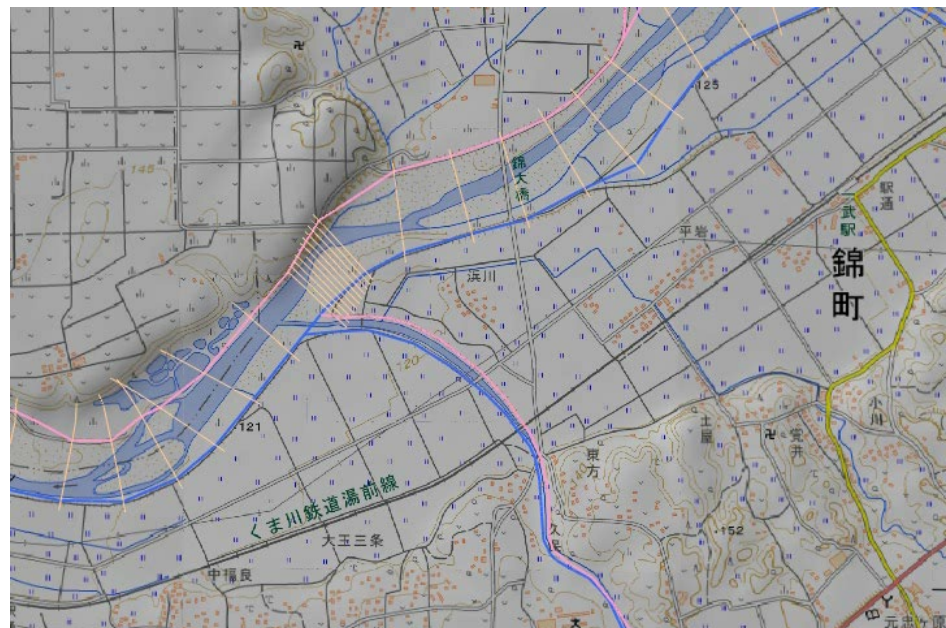 ・125
145
錦大橋
駅通
一武駅
平岩
錦町
浜川
120
・121
小川
土屋
覚井
東方
くま川鉄道湯前線
・152
大玉三条
久保
中福良